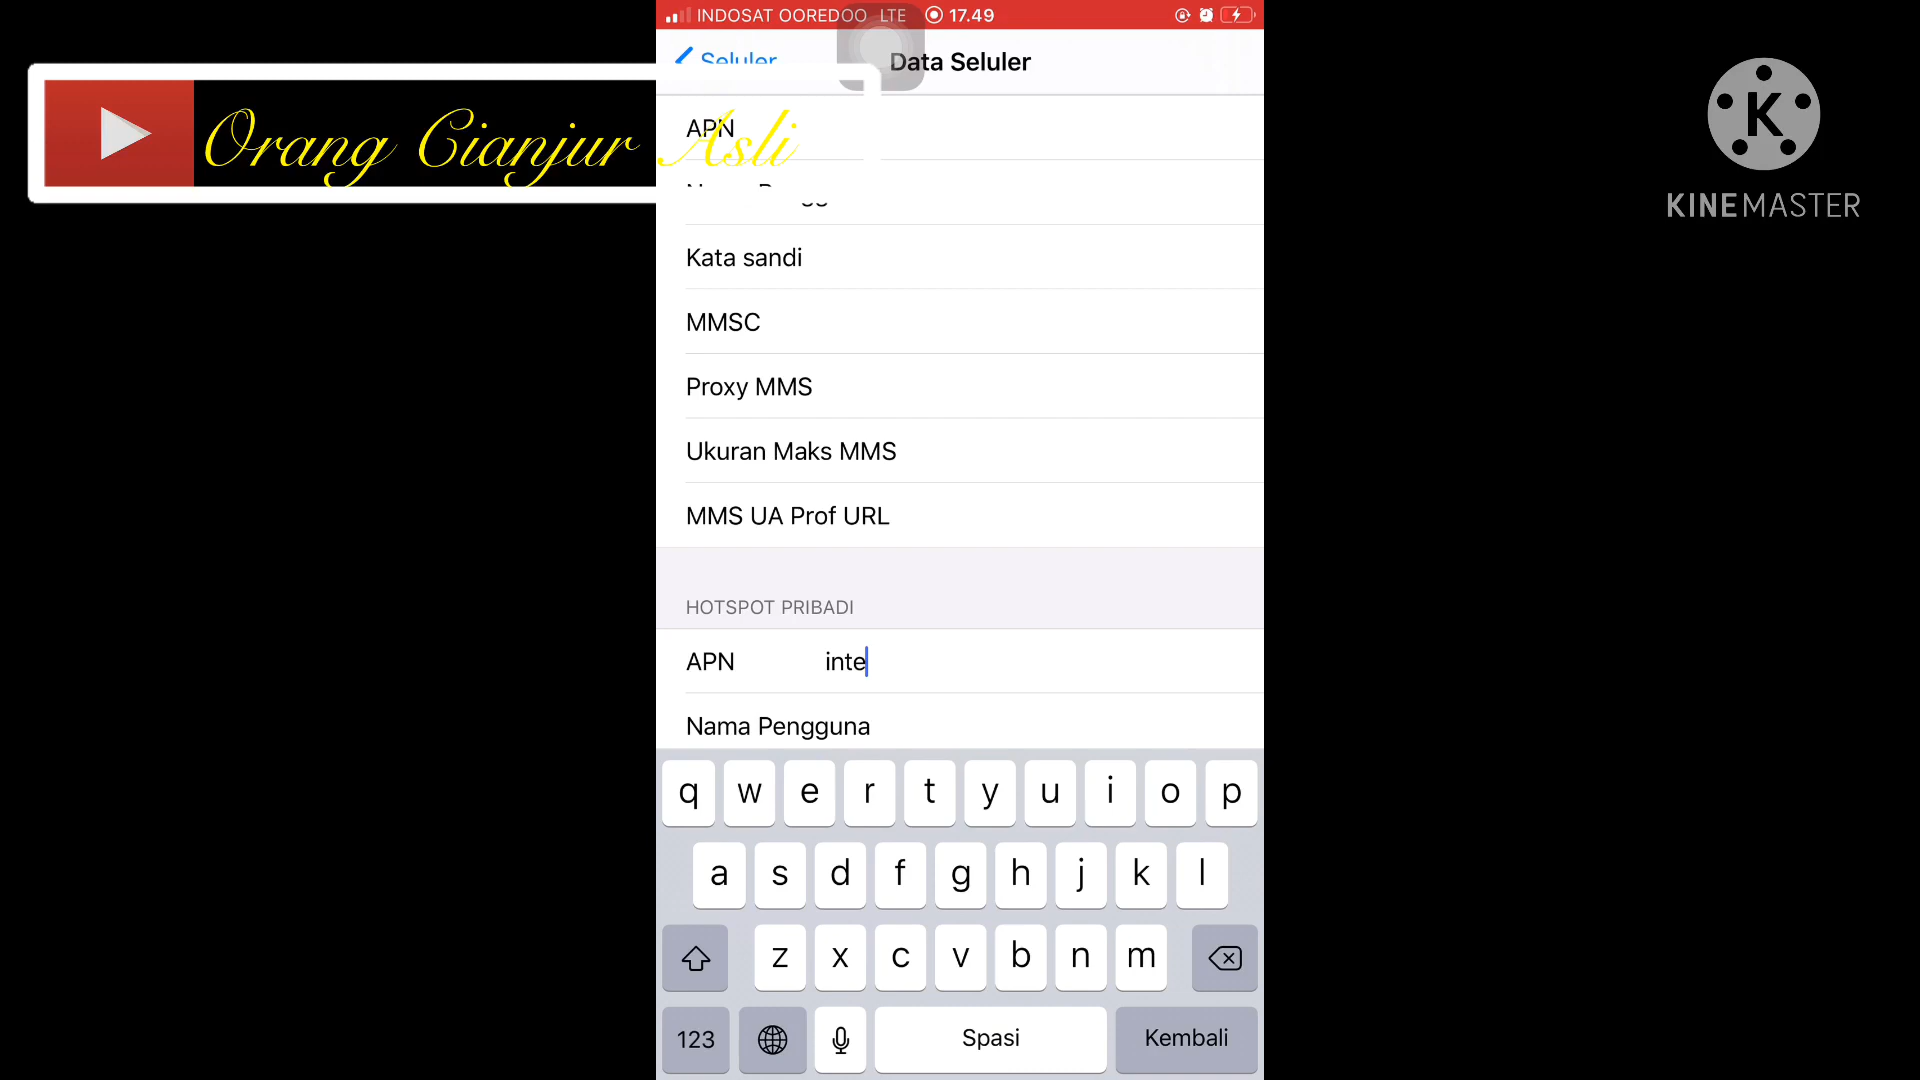 INDOSAT OOREDOO LTE 17.49
Seluler
Data Seluler
Orang Cianjur Asli
APN
Kata sandi
MMSC
Proxy MMS
Ukuran Maks MMS
MMS UA Prof URL
HOTSPOT PRIBADI
APN inte
Nama Pengguna
q w e r t y u i o p
a s d f g h j k l
z x c v b n m
123 Spasi Kembali
K
KINEMASTER